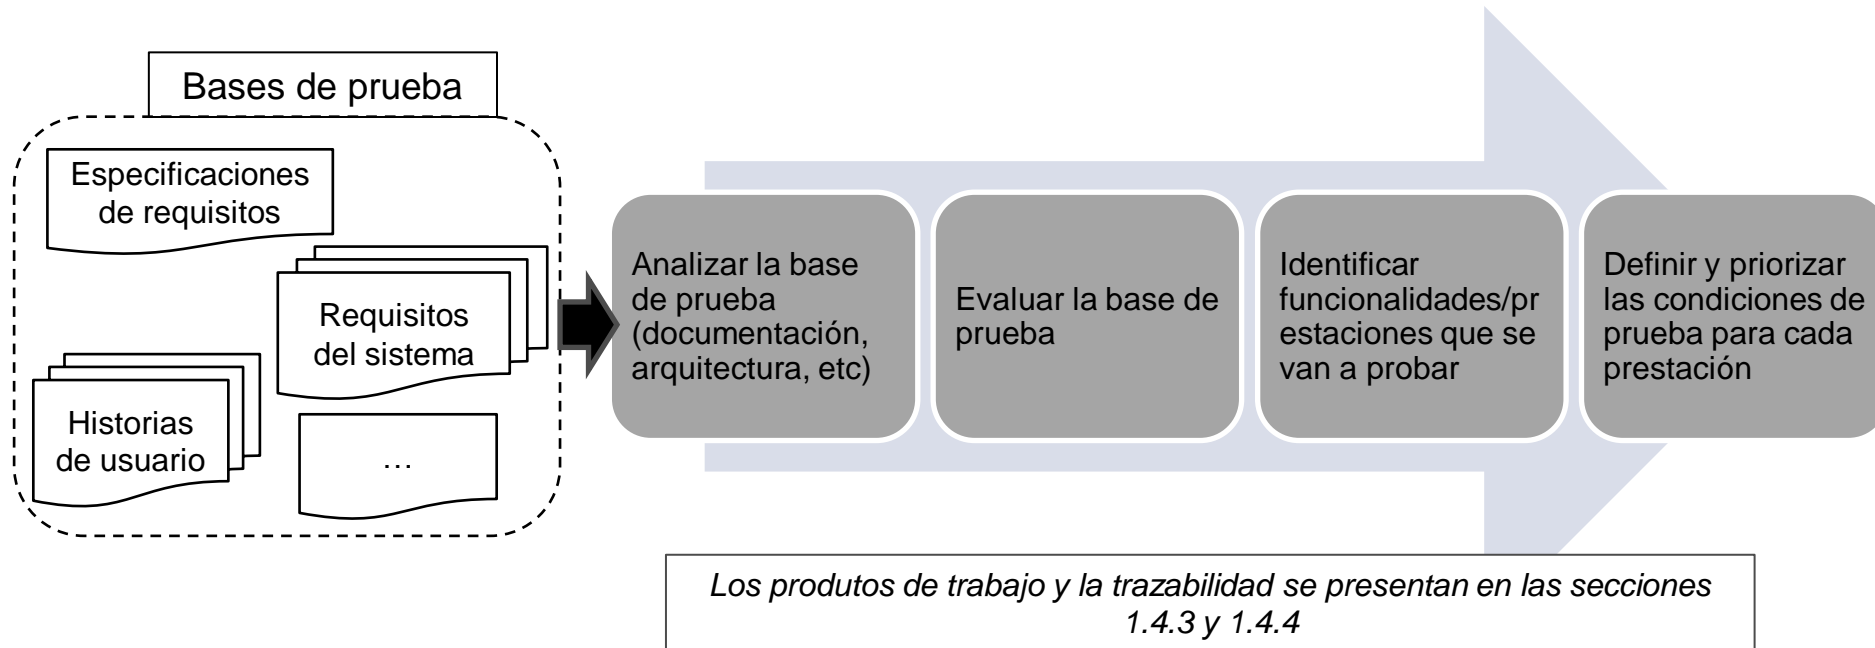 Bases de prueba
Especificaciones
de requisitos
Requisitos
del sistema
Historias
de usuario
…
Analizar la base
de prueba
(documentación,
arquitectura, etc)
Evaluar la base de
prueba
Identificar
funcionalidades/pr
estaciones que se
van a probar
Definir y priorizar
las condiciones de
prueba para cada
prestación
Los produtos de trabajo y la trazabilidad se presentan en las secciones
1.4.3 y 1.4.4